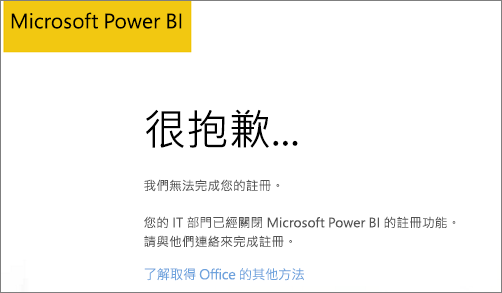 Microsoft Power BI
很抱歉...
我們無法完成您的註冊。
您的 IT 部門已經關閉 Microsoft Power BI 的註冊功能。
請與他們連絡來完成註冊。
了解取得 Office 的其他方法